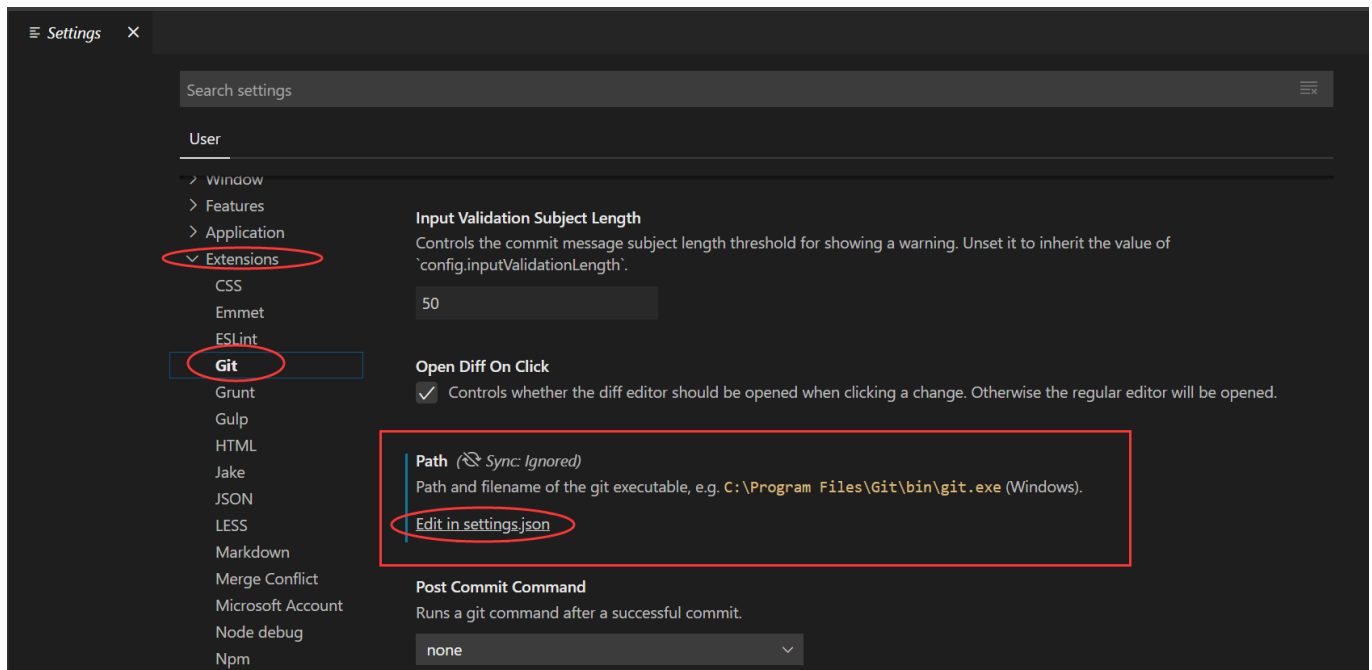 Settings
Search settings
User
Window
Features
Application
Extensions
CSS
Emmet
ESLint
Git
Grunt
Gulp
HTML
Jake
JSON
LESS
Markdown
Merge Conflict
Microsoft Account
Node debug
Npm
Input Validation Subject Length
Controls the commit message subject length threshold for showing a warning. Unset it to inherit the value of
`config.inputValidationLength`.
50
Open Diff On Click
Controls whether the diff editor should be opened when clicking a change. Otherwise the regular editor will be opened.
Path (Sync: Ignored)
Path and filename of the git executable, e.g. C:\Program Files\Git\bin\git.exe (Windows).
Edit in settings.json
Post Commit Command
Runs a git command after a successful commit.
none